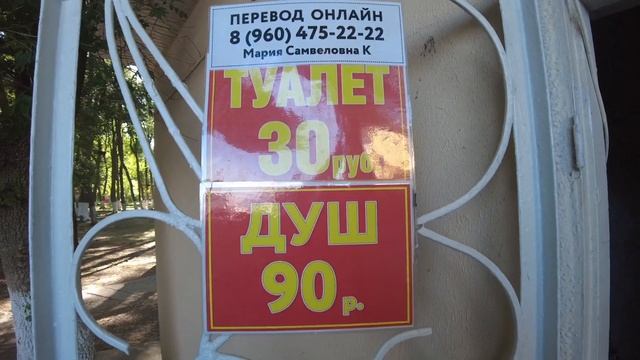 ПЕРЕВОД ОНЛАЙН
8 (960) 475-22-22
Мария Самвеловна К
ТУАЛЕТ
30 руб.
ДУШ
90 р.